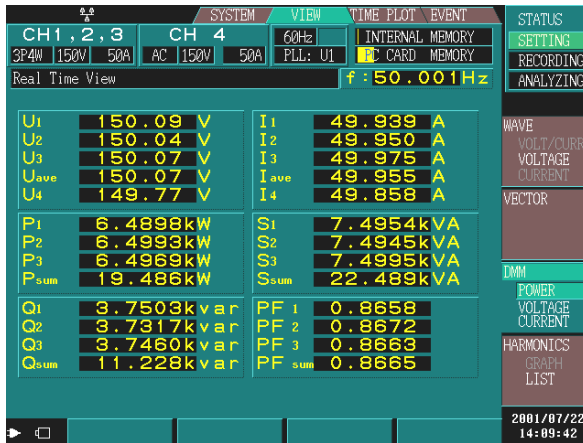 SYSTEM VIEW TIME PLOT EVENT
CH1,2,3 CH 4 60Hz INTERNAL MEMORY
3P4W 150V 50A AC 150V 50A PLL: U1 PC CARD MEMORY
Real Time View f:50.001Hz
U1 150.09 V I1 49.939 A
U2 150.04 V I2 49.950 A
U3 150.07 V I3 49.975 A
Uave 150.07 V Iave 49.955 A
U4 149.77 V I4 49.858 A
P1 6.4898kW S1 7.4954kVA
P2 6.4993kW S2 7.4945kVA
P3 6.4969kW S3 7.4995kVA
Psum 19.486kW Ssum 22.489kVA
Q1 3.7503kvar PF 1 0.8658
Q2 3.7317kvar PF 2 0.8672
Q3 3.7460kvar PF 3 0.8663
Qsum 11.228kvar PF sum 0.8665
STATUS
SETTING
RECORDING
ANALYZING
WAVE
VOLT/CURR
VOLTAGE
CURRENT
VECTOR
DMM
POWER
VOLTAGE
CURRENT
HARMONICS
GRAPH
LIST
2001/07/22
14:09:42